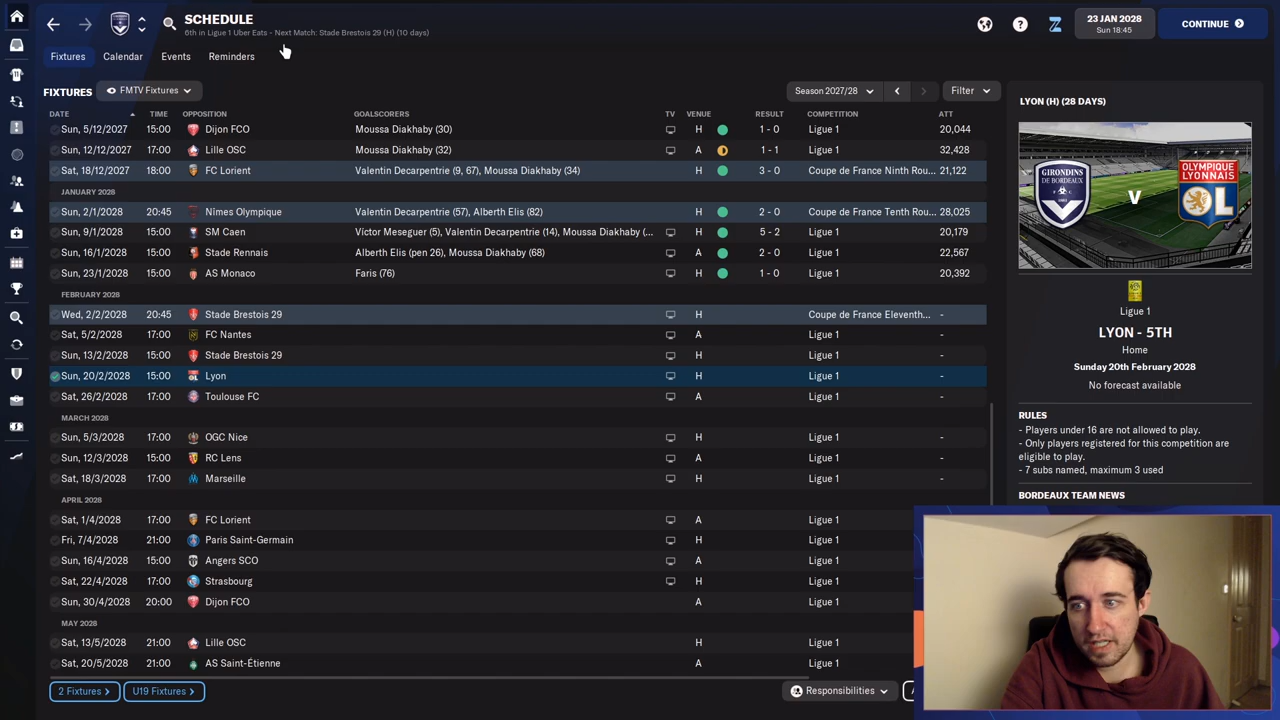 SCHEDULE
6th in Ligue 1 Uber Eats - Next Match: Stade Brestois 29 (H) (10 days)
23 JAN 2028
Sun 18:45
CONTINUE
Fixtures Calendar Events Reminders
FIXTURES FMTV Fixtures Season 2027/28 Filter
DATE TIME OPPOSITION GOALSCORERS TV VENUE RESULT COMPETITION ATT
Sun, 5/12/2027 15:00 Dijon FCO Moussa Diakhaby (30) H 1 - 0 Ligue 1 20,044
Sun, 12/12/2027 17:00 Lille OSC Moussa Diakhaby (32) A 1 - 1 Ligue 1 32,428
Sat, 18/12/2027 18:00 FC Lorient Valentin Decarpentrie (9, 67), Moussa Diakhaby (34) H 3 - 0 Coupe de France Ninth Rou... 21,122
JANUARY 2028
Sun, 2/1/2028 20:45 Nîmes Olympique Valentin Decarpentrie (57), Alberth Elis (82) H 2 - 0 Coupe de France Tenth Rou... 28,025
Sun, 9/1/2028 15:00 SM Caen Víctor Meseguer (5), Valentin Decarpentrie (14), Moussa Diakhaby (... H 5 - 2 Ligue 1 20,179
Sun, 16/1/2028 15:00 Stade Rennais Alberth Elis (pen 26), Moussa Diakhaby (68) A 2 - 0 Ligue 1 22,567
Sun, 23/1/2028 15:00 AS Monaco Faris (76) H 1 - 0 Ligue 1 20,392
FEBRUARY 2028
Wed, 2/2/2028 20:45 Stade Brestois 29 H Coupe de France Eleventh... -
Sat, 5/2/2028 17:00 FC Nantes A Ligue 1 -
Sun, 13/2/2028 15:00 Stade Brestois 29 H Ligue 1 -
Sun, 20/2/2028 15:00 Lyon H Ligue 1 -
Sat, 26/2/2028 17:00 Toulouse FC A Ligue 1 -
MARCH 2028
Sun, 5/3/2028 17:00 OGC Nice H Ligue 1 -
Sun, 12/3/2028 15:00 RC Lens A Ligue 1 -
Sat, 18/3/2028 17:00 Marseille H Ligue 1 -
APRIL 2028
Sat, 1/4/2028 17:00 FC Lorient A Ligue 1
Fri, 7/4/2028 21:00 Paris Saint-Germain H Ligue 1
Sun, 16/4/2028 15:00 Angers SCO A Ligue 1
Sat, 22/4/2028 17:00 Strasbourg H Ligue 1
Sun, 30/4/2028 20:00 Dijon FCO A Ligue 1
MAY 2028
Sat, 13/5/2028 21:00 Lille OSC H Ligue 1
Sat, 20/5/2028 21:00 AS Saint-Étienne A Ligue 1
2 Fixtures U19 Fixtures Responsibilities
LYON (H) (28 DAYS)
GIRONDINS DE BORDEAUX
V
OLYMPIQUE LYONNAIS
OL
Ligue 1
LYON - 5TH
Home
Sunday 20th February 2028
No forecast available
RULES
- Players under 16 are not allowed to play.
- Only players registered for this competition are
eligible to play.
- 7 subs named, maximum 3 used
BORDEAUX TEAM NEWS